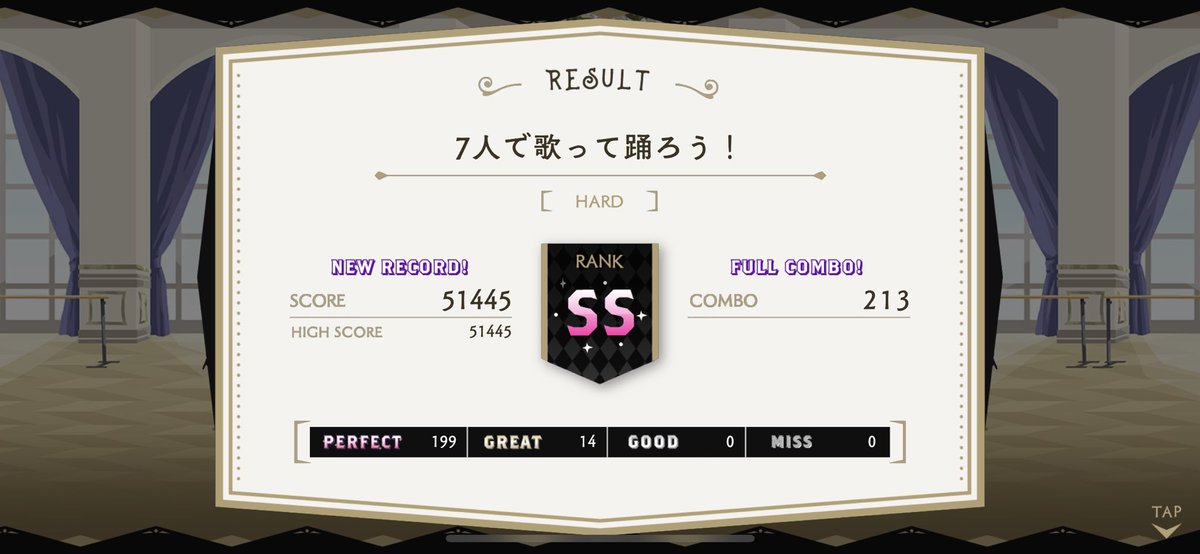 RESULT
7人で歌って踊ろう！
HARD
NEW RECORD!
SCORE 51445
HIGH SCORE 51445
RANK
SS
FULL COMBO!
COMBO 213
PERFECT 199 GREAT 14 GOOD 0 MISS 0
TAP